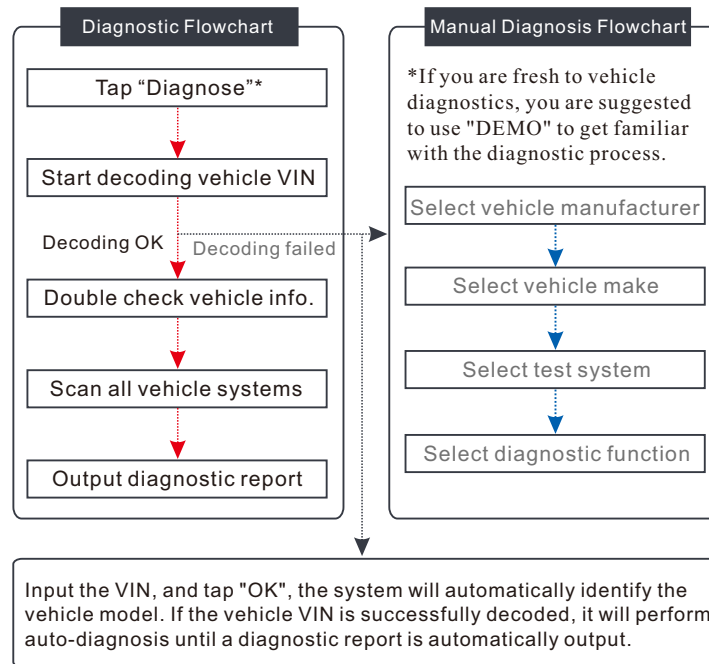 Diagnostic Flowchart
Tap “Diagnose”*
Start decoding vehicle VIN
Decoding OK
Decoding failed
Double check vehicle info.
Scan all vehicle systems
Output diagnostic report
Manual Diagnosis Flowchart
*If you are fresh to vehicle
diagnostics, you are suggested
to use "DEMO" to get familiar
with the diagnostic process.
Select vehicle manufacturer
Select vehicle make
Select test system
Select diagnostic function
Input the VIN, and tap "OK", the system will automatically identify the
vehicle model. If the vehicle VIN is successfully decoded, it will perform
auto-diagnosis until a diagnostic report is automatically output.